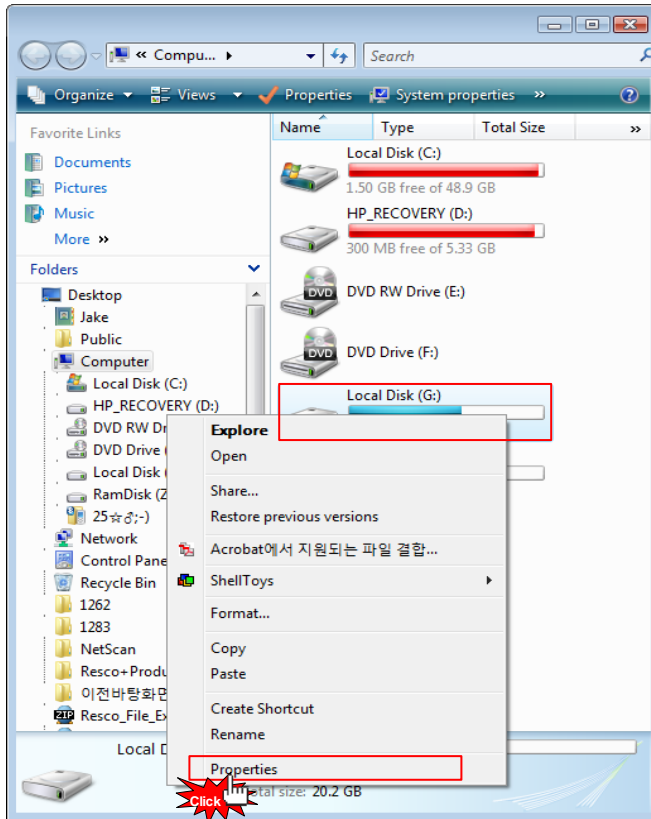 « Compu...
Search
Organize
Views
Properties
System properties
»
Favorite Links
Documents
Pictures
Music
More »
Folders
Desktop
Jake
Public
Computer
Local Disk (C:)
HP_RECOVERY (D:)
DVD RW Dr
DVD Drive (
Local Disk (
RamDisk (Z
25☆♂;-)
Network
Control Pane
Recycle Bin
1262
1283
NetScan
Resco+Produ
이전바탕화면
Resco_File_Ex
Name
Type
Total Size
»
Local Disk (C:)
1.50 GB free of 48.9 GB
HP_RECOVERY (D:)
300 MB free of 5.33 GB
DVD RW Drive (E:)
DVD Drive (F:)
Local Disk (G:)
Explore
Open
Share...
Restore previous versions
Acrobat에서 지원되는 파일 결합...
ShellToys
Format...
Copy
Paste
Create Shortcut
Rename
Properties
Click
Local D
tal size: 20.2 GB